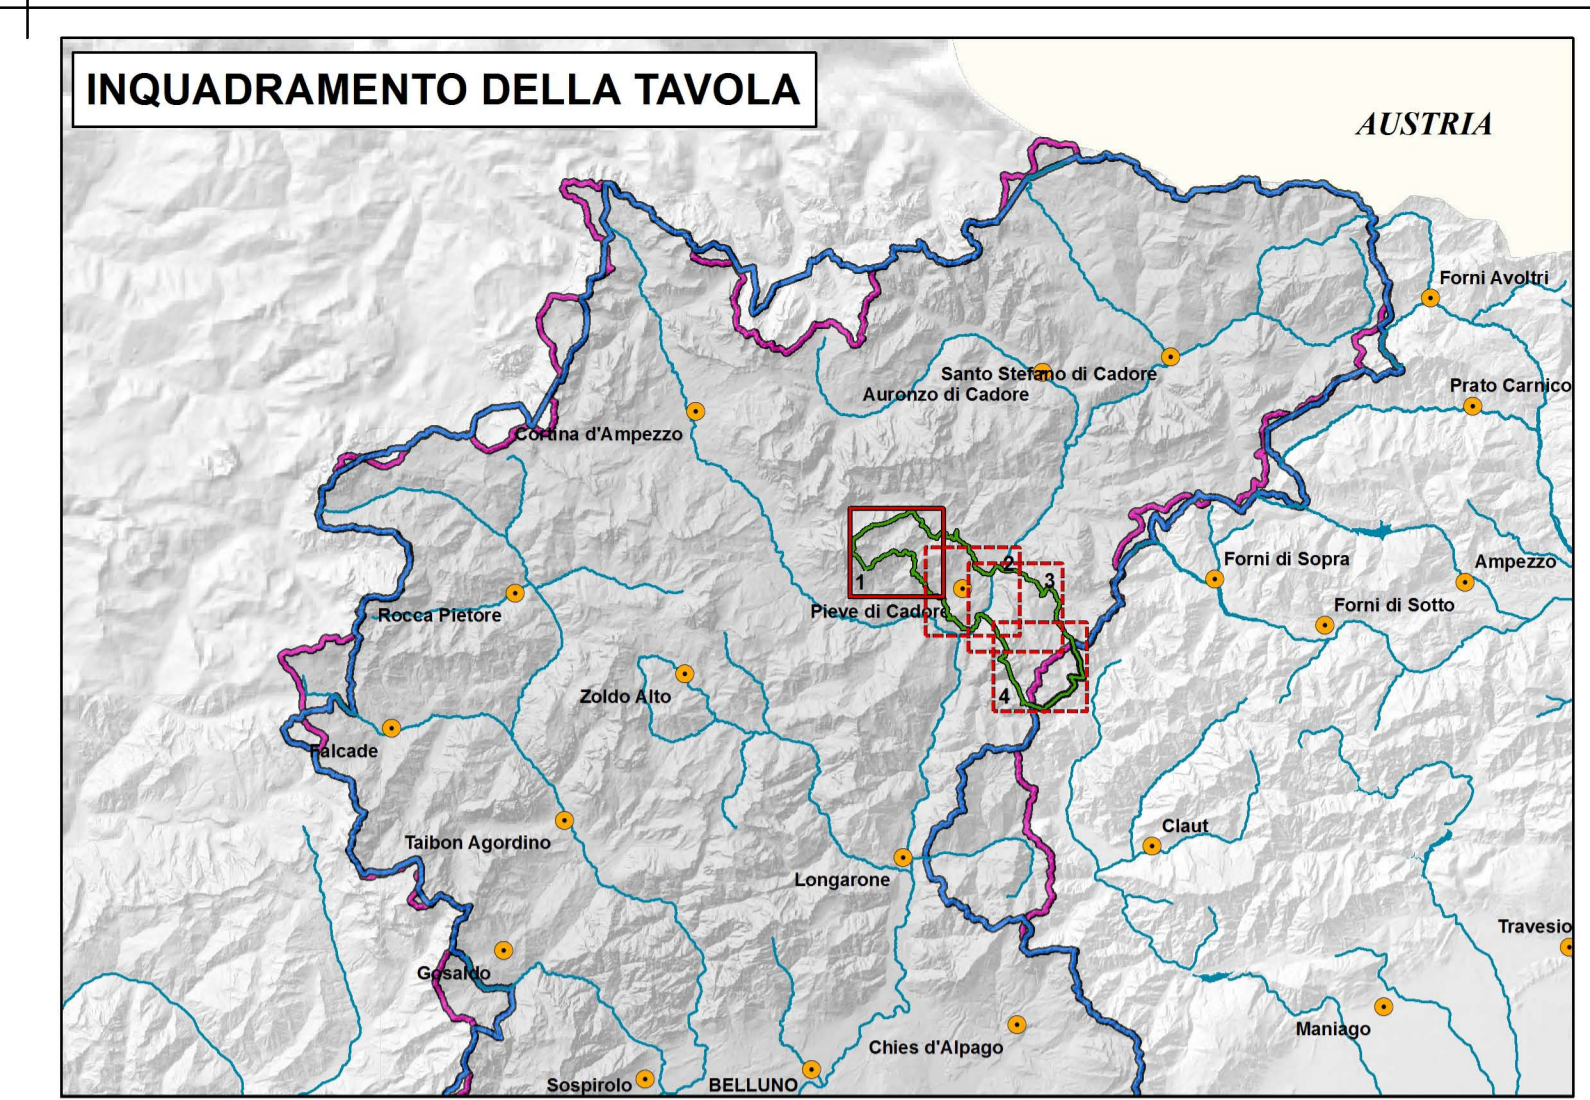 INQUADRAMENTO DELLA TAVOLA
AUSTRIA
Forni Avoltri
Santo Stefano di Cadore
Auronzo di Cadore
Prato Carnico
Cortina d'Ampezzo
Forni di Sopra
Ampezzo
2
3
1
Pieve di Cadore
Forni di Sotto
Rocca Pietore
Zoldo Alto
4
Falcade
Claut
Taibon Agordino
Longarone
Travesio
Gosaldo
Maniago
Chies d'Alpago
Sospirolo
BELLUNO